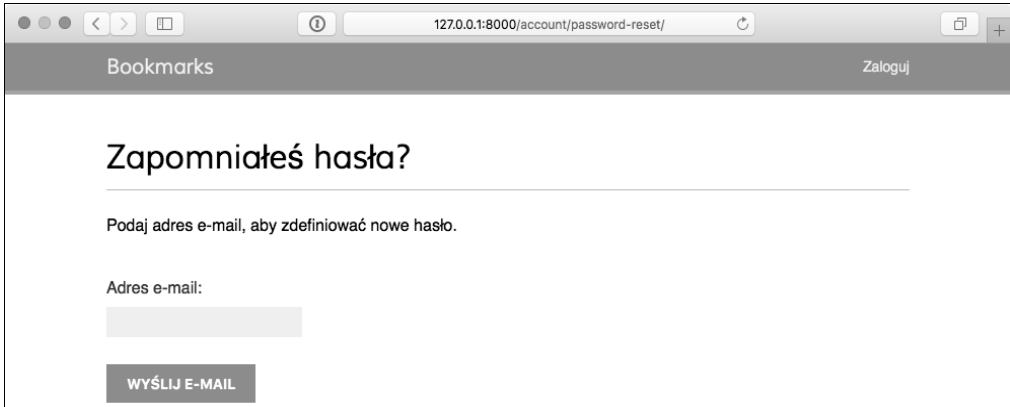 127.0.0.1:8000/account/password-reset/
Bookmarks
Zaloguj
Zapomniałeś hasła?
Podaj adres e-mail, aby zdefiniować nowe hasło.
Adres e-mail:
WYŚLIJ E-MAIL